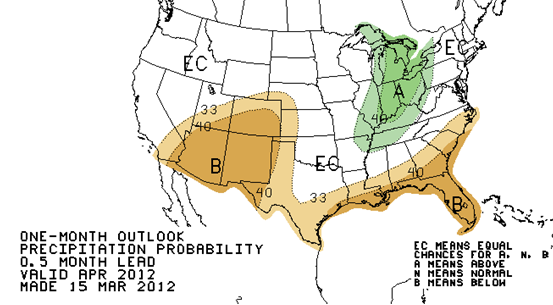 EC
EC
A
33
40
40
B
EC
40
40
33
B
ONE-MONTH OUTLOOK
PRECIPITATION PROBABILITY
0.5 MONTH LEAD
VALID APR 2012
MADE 15 MAR 2012
EC MEANS EQUAL
CHANCES FOR A, N, B
A MEANS ABOVE
N MEANS NORMAL
B MEANS BELOW